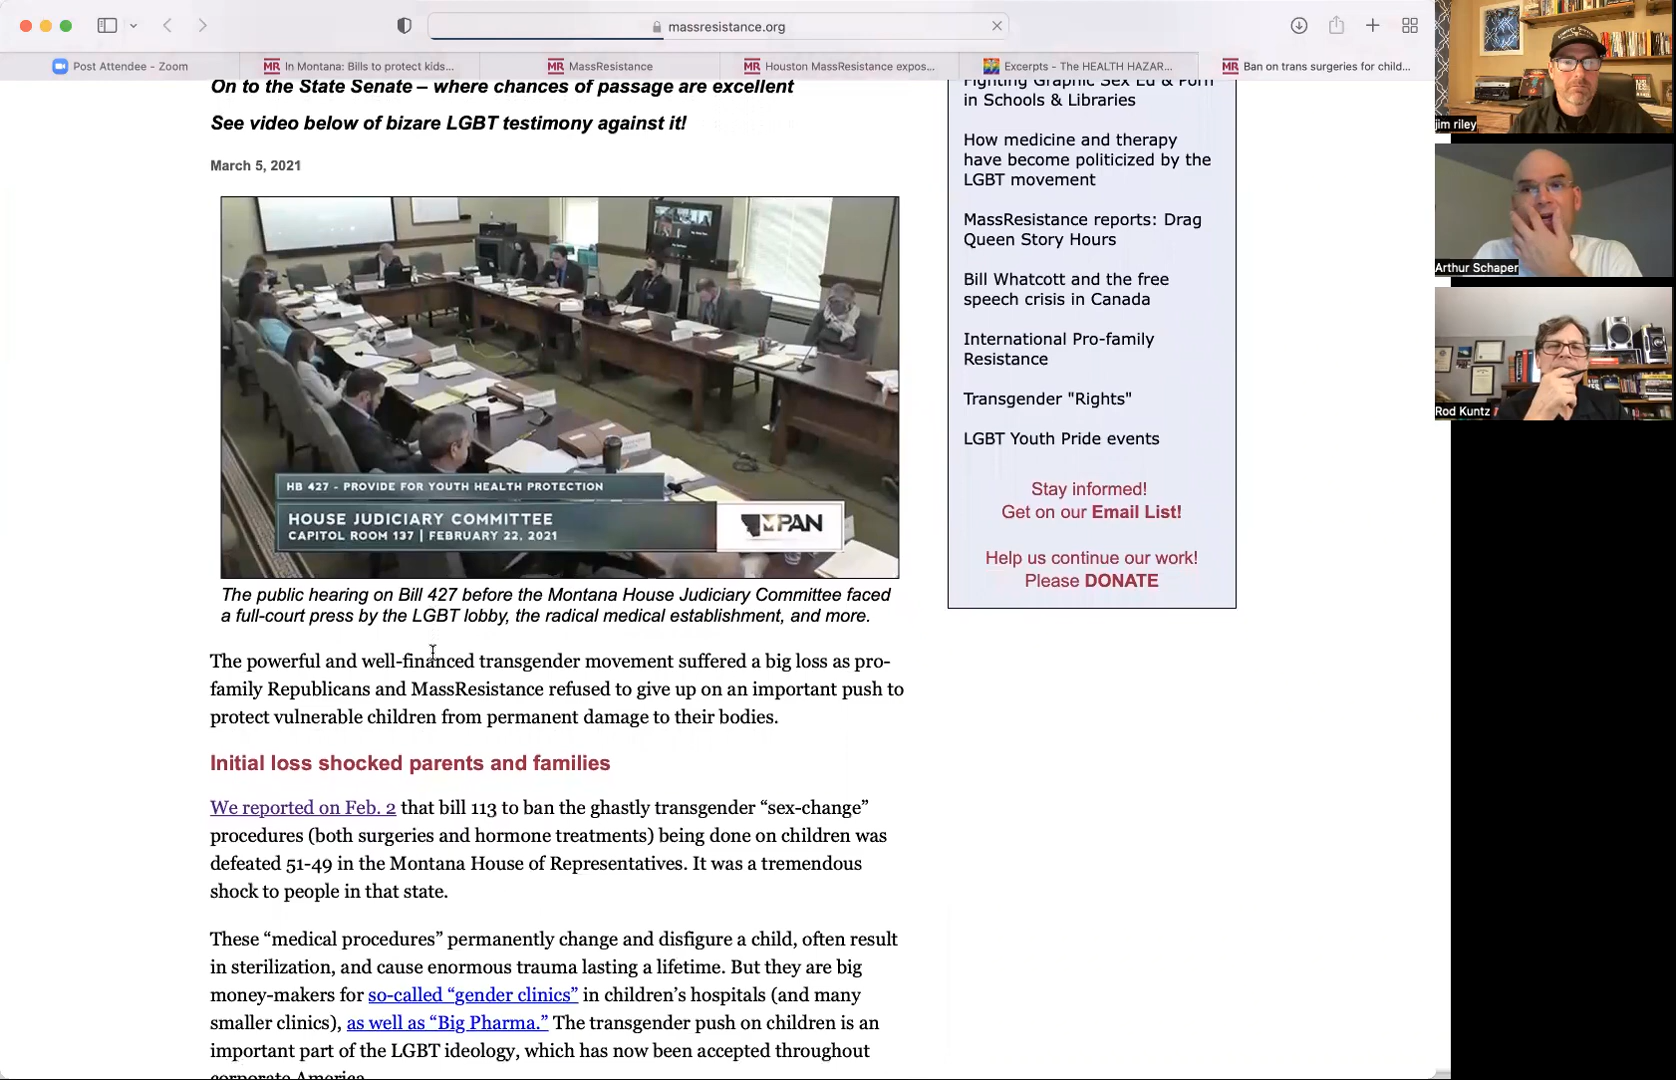 massresistance.org
Post Attendee - Zoom
MR In Montana: Bills to protect kids...
MR MassResistance
MR Houston MassResistance expos...
Excerpts - The HEALTH HAZAR...
MR Ban on trans surgeries for child...
On to the State Senate – where chances of passage are excellent
See video below of bizare LGBT testimony against it!
March 5, 2021
HB 427 - PROVIDE FOR YOUTH HEALTH PROTECTION
HOUSE JUDICIARY COMMITTEE
CAPITOL ROOM 137 | FEBRUARY 22, 2021
MPAN
The public hearing on Bill 427 before the Montana House Judiciary Committee faced
a full-court press by the LGBT lobby, the radical medical establishment, and more.
The powerful and well-financed transgender movement suffered a big loss as pro-
family Republicans and MassResistance refused to give up on an important push to
protect vulnerable children from permanent damage to their bodies.
Initial loss shocked parents and families
We reported on Feb. 2 that bill 113 to ban the ghastly transgender “sex-change”
procedures (both surgeries and hormone treatments) being done on children was
defeated 51-49 in the Montana House of Representatives. It was a tremendous
shock to people in that state.
These “medical procedures” permanently change and disfigure a child, often result
in sterilization, and cause enormous trauma lasting a lifetime. But they are big
money-makers for so-called “gender clinics” in children’s hospitals (and many
smaller clinics), as well as “Big Pharma.” The transgender push on children is an
important part of the LGBT ideology, which has now been accepted throughout
corporate America.
Fighting Graphic Sex Ed & Porn
in Schools & Libraries
How medicine and therapy
have become politicized by the
LGBT movement
MassResistance reports: Drag
Queen Story Hours
Bill Whatcott and the free
speech crisis in Canada
International Pro-family
Resistance
Transgender "Rights"
LGBT Youth Pride events
Stay informed!
Get on our Email List!
Help us continue our work!
Please DONATE
jim riley
Arthur Schaper
Rod Kuntz